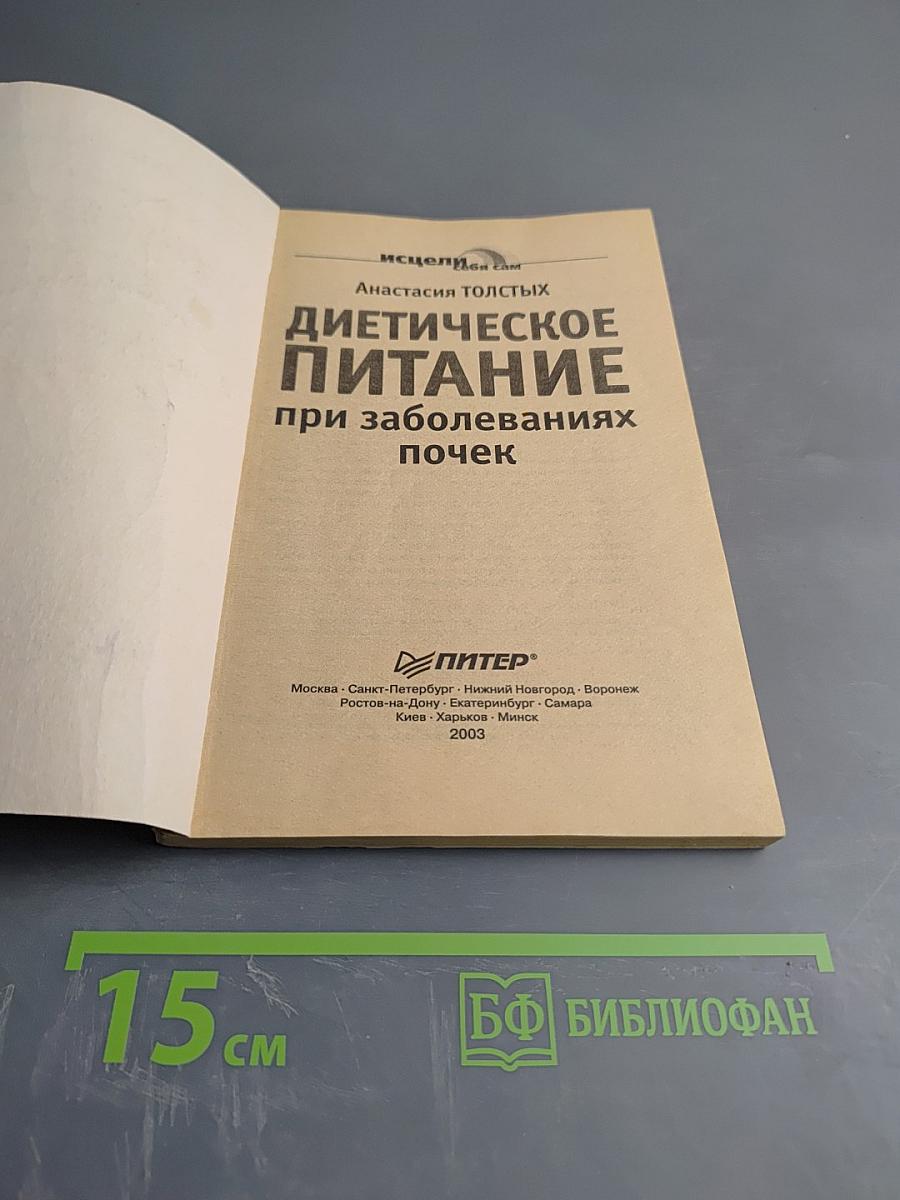 исцели
себя сам
Анастасия ТОЛСТЫХ
ДИЕТИЧЕСКОЕ
ПИТАНИЕ
при заболеваниях
почек
ПИТЕР®
Москва · Санкт-Петербург · Нижний Новгород · Воронеж
Ростов-на-Дону · Екатеринбург · Самара
Киев · Харьков · Минск
2003
15 см
БФ БИБЛИОФАН